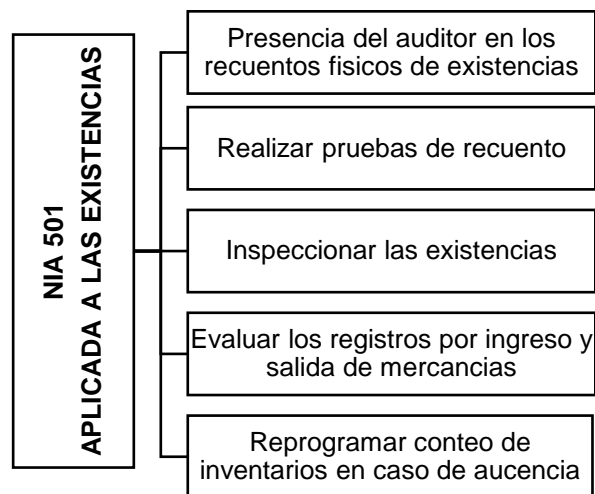 NIA 501
APLICADA A LAS EXISTENCIAS
Presencia del auditor en los
recuentos fisicos de existencias
Realizar pruebas de recuento
Inspeccionar las existencias
Evaluar los registros por ingreso y
salida de mercancias
Reprogramar conteo de
inventarios en caso de aucencia